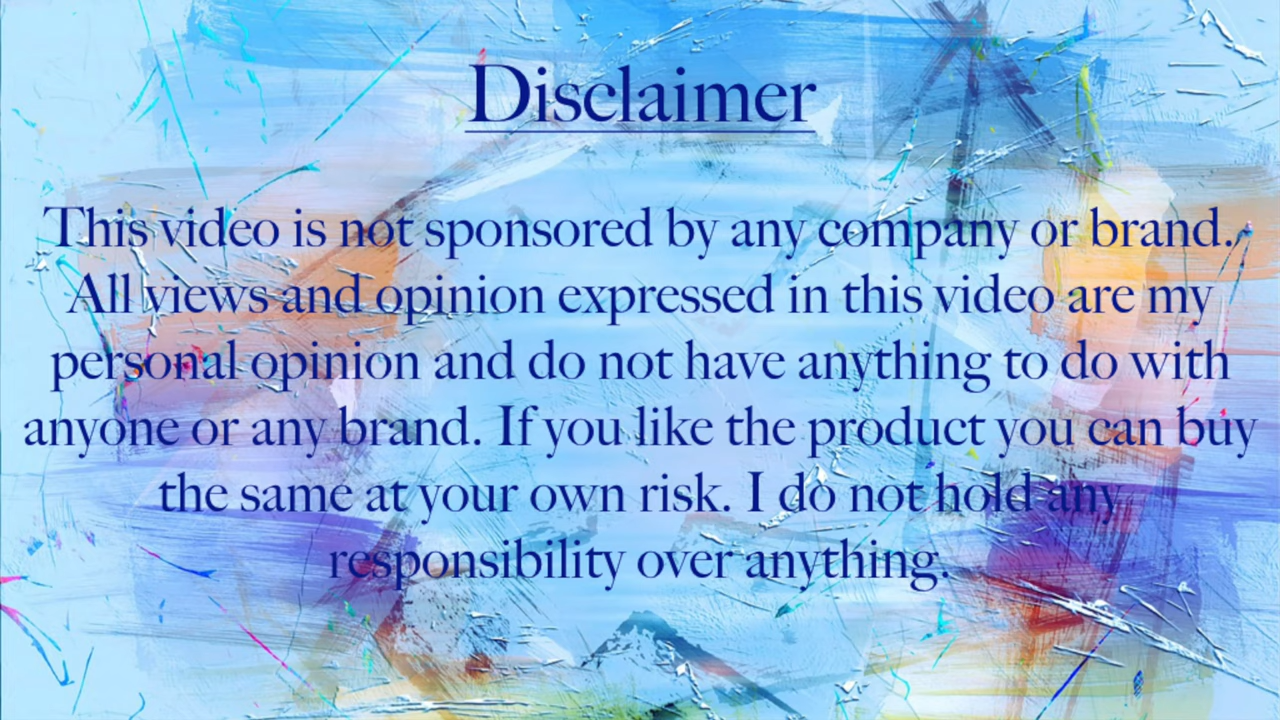 Disclaimer
This video is not sponsored by any company or brand.
All views and opinion expressed in this video are my
personal opinion and do not have anything to do with
anyone or any brand. If you like the product you can buy
the same at your own risk. I do not hold any
responsibility over anything.